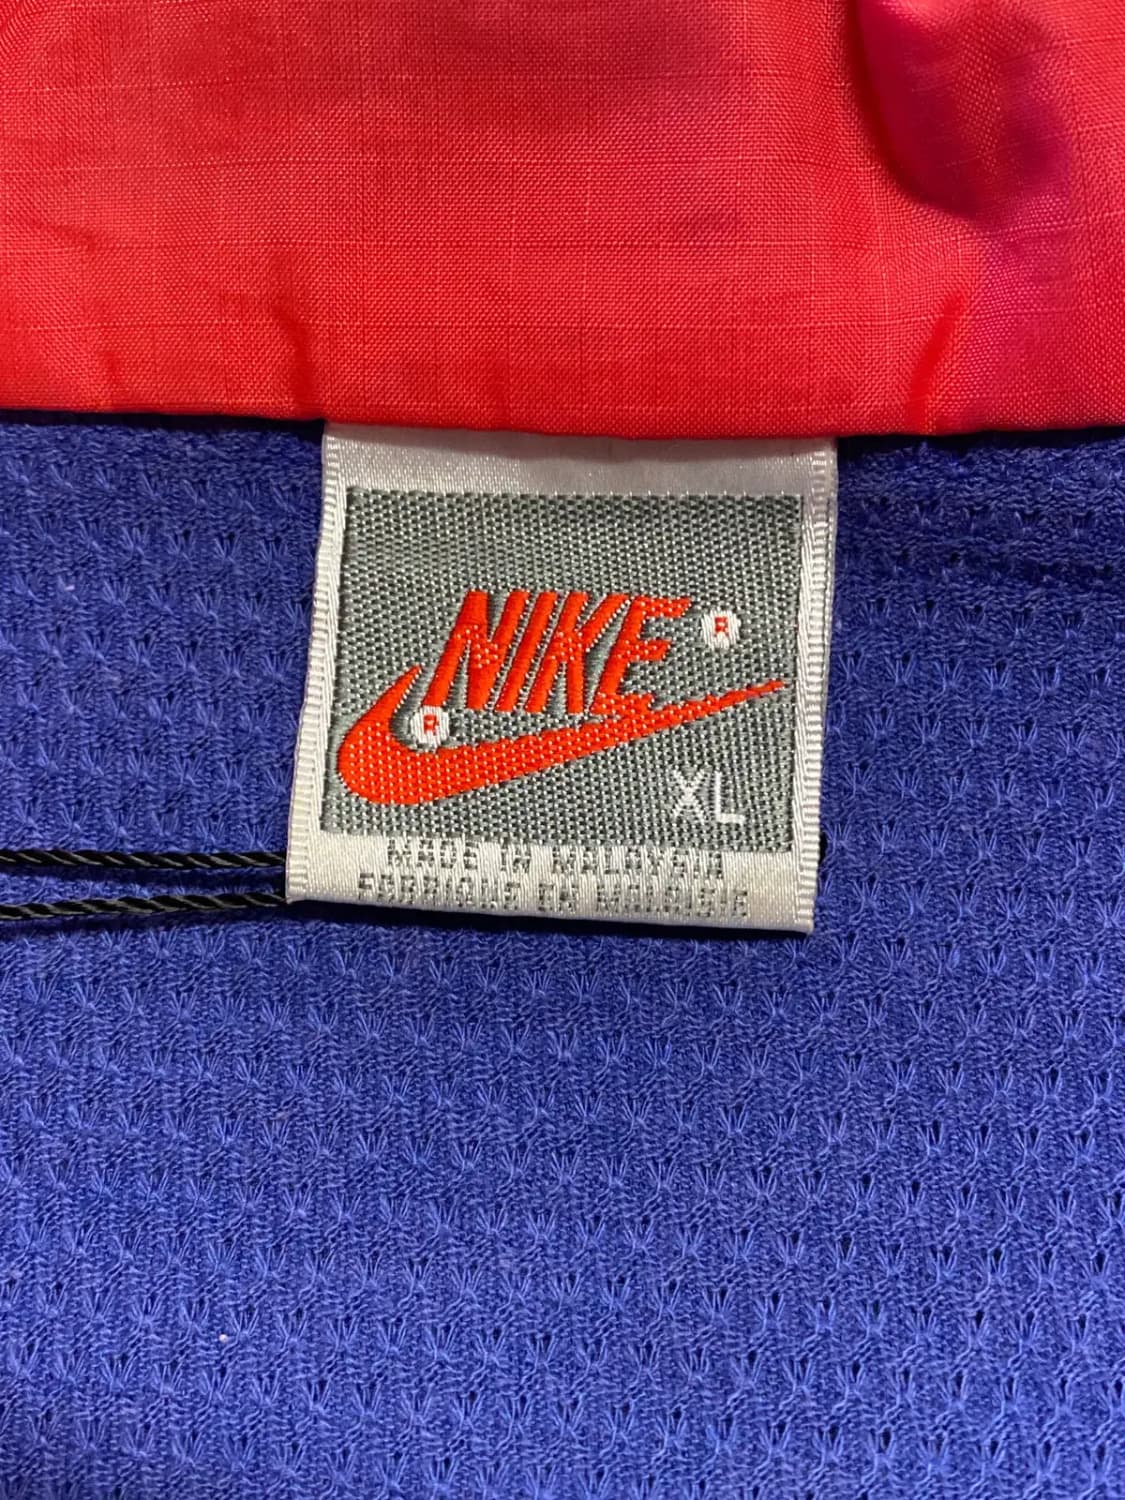 NIKE ®
®
XL
MADE IN MALAYSIA
FABRIQUE EN MALAISIE